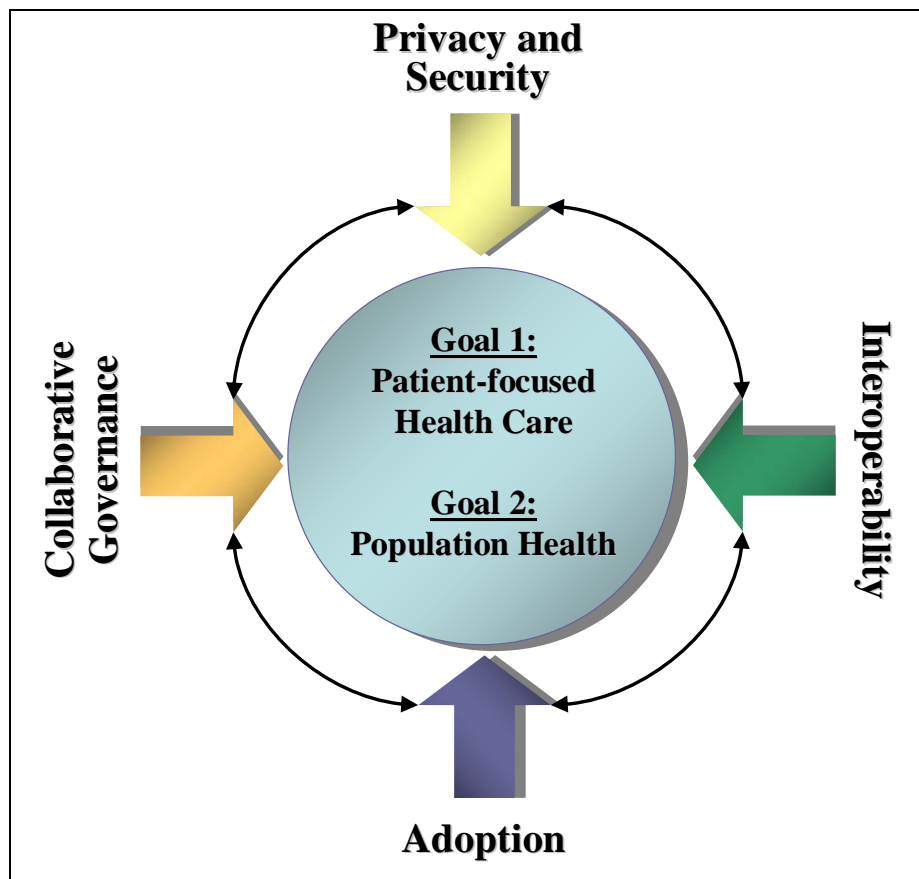 Privacy and
Security
Collaborative
Governance
Goal 1:
Patient-focused
Health Care
Goal 2:
Population Health
Interoperability
Adoption